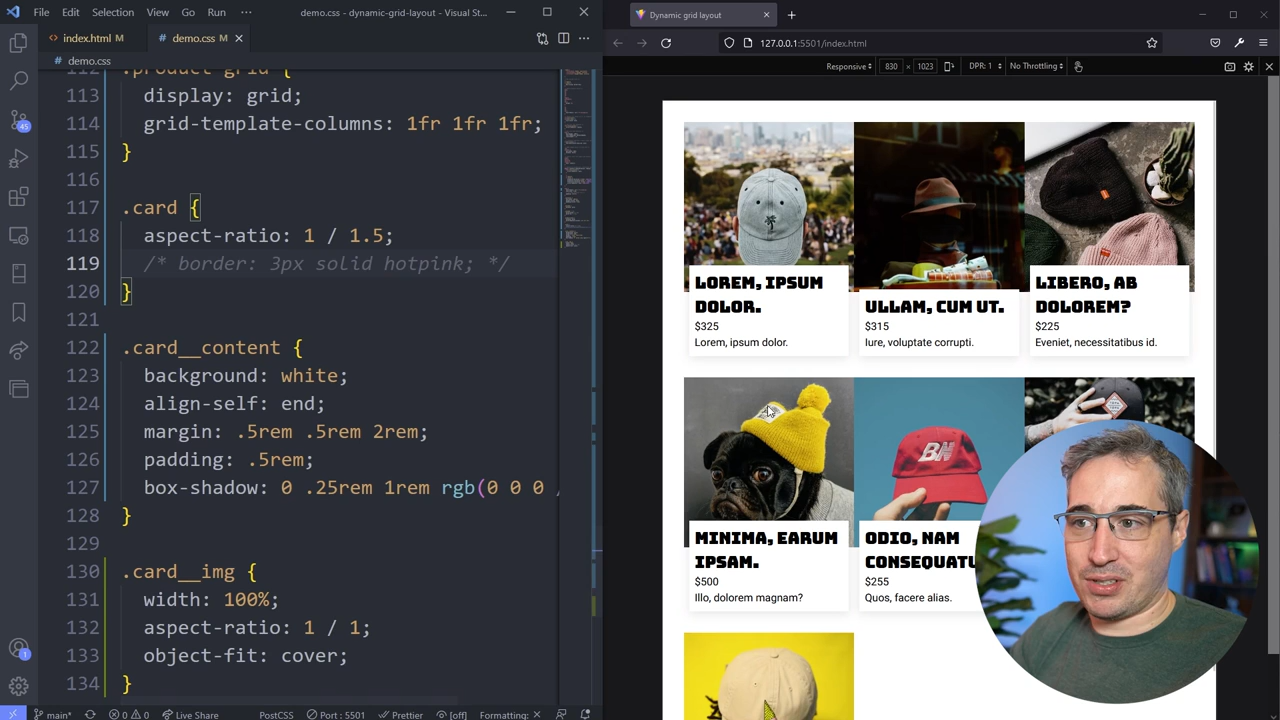 File Edit Selection View Go Run ··· demo.css - dynamic-grid-layout - Visual St...
index.html M demo.css M
demo.css
112 .product-grid {
113 display: grid;
114 grid-template-columns: 1fr 1fr 1fr;
115 }
116
117 .card {
118 aspect-ratio: 1 / 1.5;
119 /* border: 3px solid hotpink; */
120 }
121
122 .card__content {
123 background: white;
124 align-self: end;
125 margin: .5rem .5rem 2rem;
126 padding: .5rem;
127 box-shadow: 0 .25rem 1rem rgb(0 0 0 /
128 }
129
130 .card__img {
131 width: 100%;
132 aspect-ratio: 1 / 1;
133 object-fit: cover;
134 }
45
1
main* 0 0 Live Share PostCSS Port : 5501 Prettier [off] Formatting: ×
Dynamic grid layout
127.0.0.1:5501/index.html
Responsive 830 × 1023 DPR: 1 No Throttling
LOREM, IPSUM
DOLOR.
$325
Lorem, ipsum dolor.
ULLAM, CUM UT.
$315
Iure, voluptate corrupti.
LIBERO, AB
DOLOREM?
$225
Eveniet, necessitatibus id.
MINIMA, EARUM
IPSAM.
$500
Illo, dolorem magnam?
BN
ODIO, NAM
$255
Quos, facere alias.